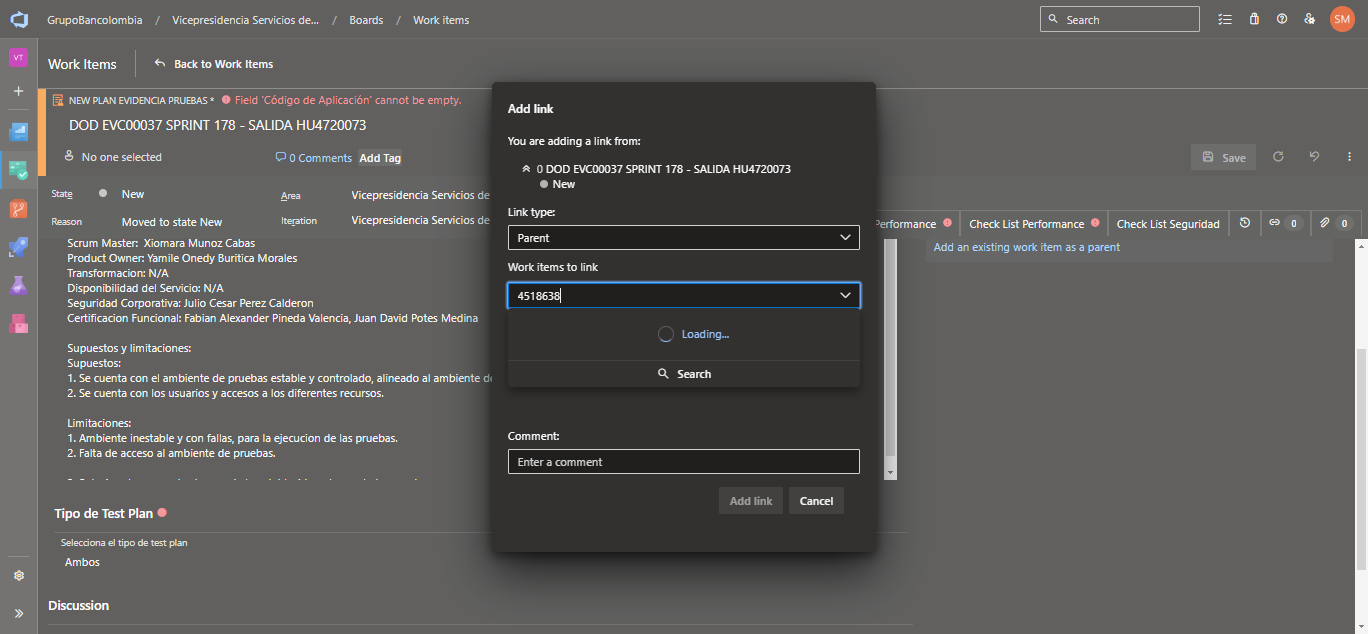 GrupoBancolombia / Vicepresidencia Servicios de... / Boards / Work items
Search
SM
VT
Work Items
Back to Work Items
NEW PLAN EVIDENCIA PRUEBAS * Field 'Código de Aplicación' cannot be empty.
DOD EVC00037 SPRINT 178 - SALIDA HU4720073
No one selected
0 Comments
Add Tag
Save
State
New
Area
Vicepresidencia Servicios de
Reason
Moved to state New
Iteration
Vicepresidencia Servicios de
Performance
Check List Performance
Check List Seguridad
0
0
Scrum Master: Xiomara Munoz Cabas
Product Owner: Yamile Onedy Buritica Morales
Transformacion: N/A
Disponibilidad del Servicio: N/A
Seguridad Corporativa: Julio Cesar Perez Calderon
Certificacion Funcional: Fabian Alexander Pineda Valencia, Juan David Potes Medina
Supuestos y limitaciones:
Supuestos:
1. Se cuenta con el ambiente de pruebas estable y controlado, alineado al ambiente de
2. Se cuenta con los usuarios y accesos a los diferentes recursos.
Limitaciones:
1. Ambiente inestable y con fallas, para la ejecucion de las pruebas.
2. Falta de acceso al ambiente de pruebas.
Tipo de Test Plan
Selecciona el tipo de test plan
Ambos
Discussion
Add an existing work item as a parent
Add link
You are adding a link from:
0 DOD EVC00037 SPRINT 178 - SALIDA HU4720073
New
Link type:
Parent
Work items to link
4518638
Loading...
Search
Comment:
Enter a comment
Add link
Cancel